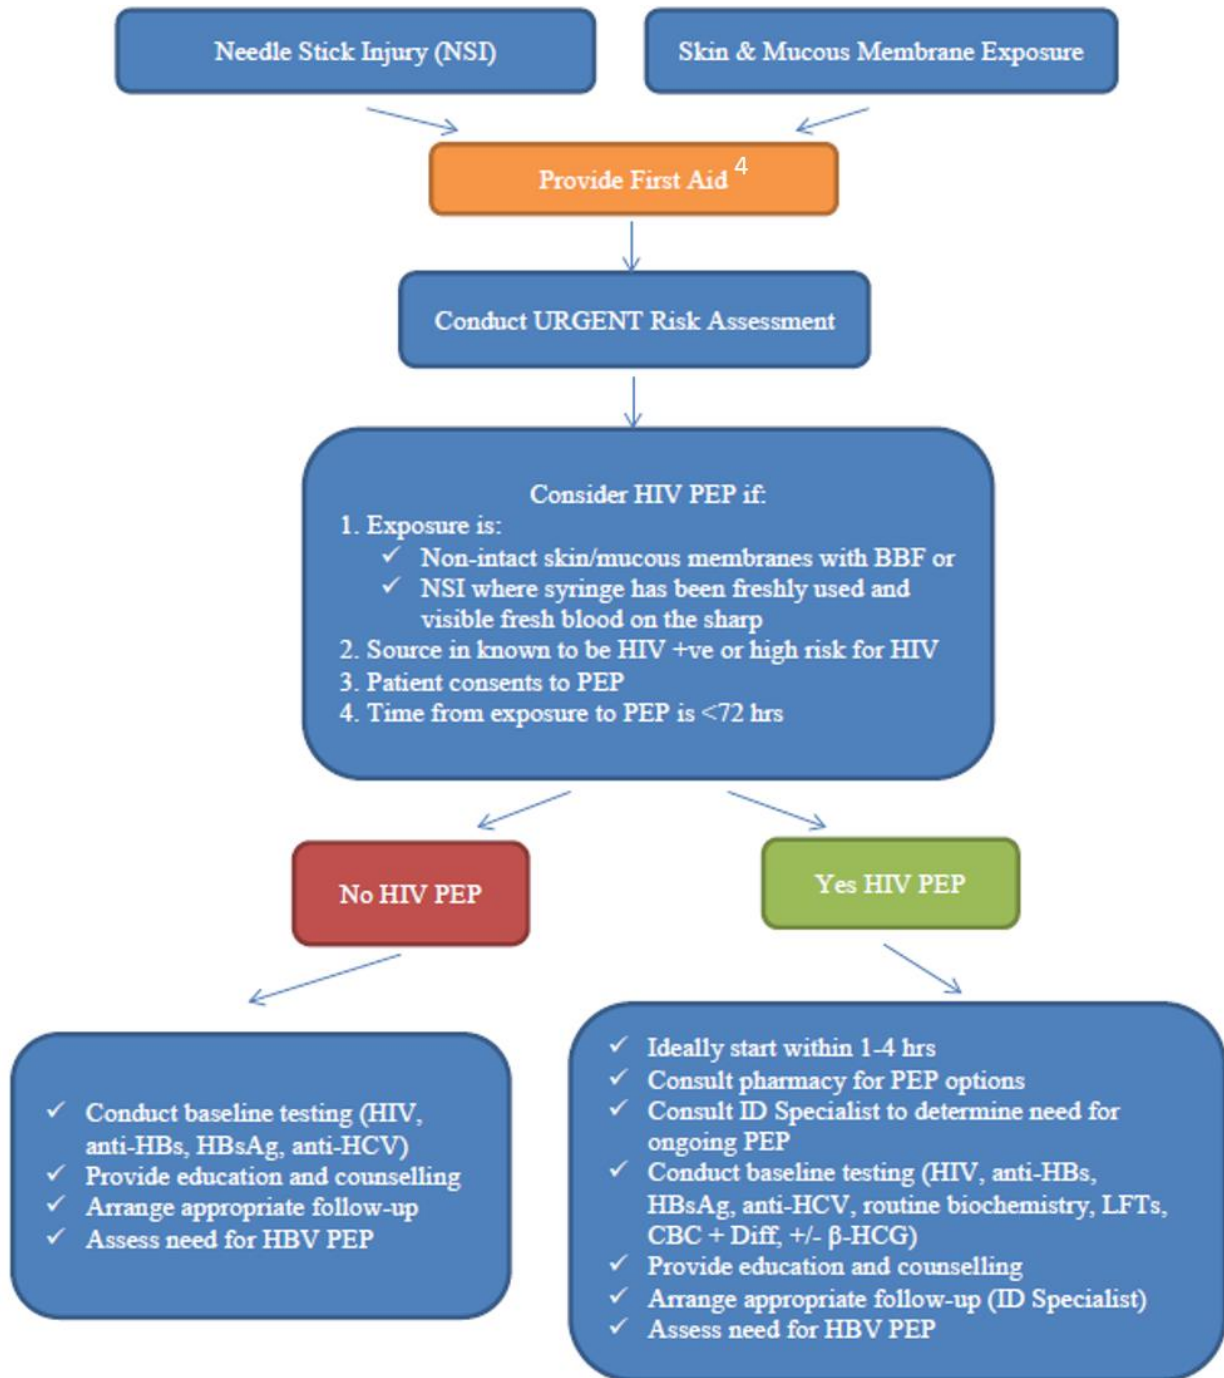 Needle Stick Injury (NSI)
Skin & Mucous Membrane Exposure
Provide First Aid 4
Conduct URGENT Risk Assessment
Consider HIV PEP if:
1. Exposure is:
✓ Non-intact skin/mucous membranes with BBF or
✓ NSI where syringe has been freshly used and
visible fresh blood on the sharp
2. Source in known to be HIV +ve or high risk for HIV
3. Patient consents to PEP
4. Time from exposure to PEP is <72 hrs
No HIV PEP
Yes HIV PEP
✓ Conduct baseline testing (HIV,
anti-HBs, HBsAg, anti-HCV)
✓ Provide education and counselling
✓ Arrange appropriate follow-up
✓ Assess need for HBV PEP
✓ Ideally start within 1-4 hrs
✓ Consult pharmacy for PEP options
✓ Consult ID Specialist to determine need for
ongoing PEP
✓ Conduct baseline testing (HIV, anti-HBs,
HBsAg, anti-HCV, routine biochemistry, LFTs,
CBC + Diff, +/- β-HCG)
✓ Provide education and counselling
✓ Arrange appropriate follow-up (ID Specialist)
✓ Assess need for HBV PEP